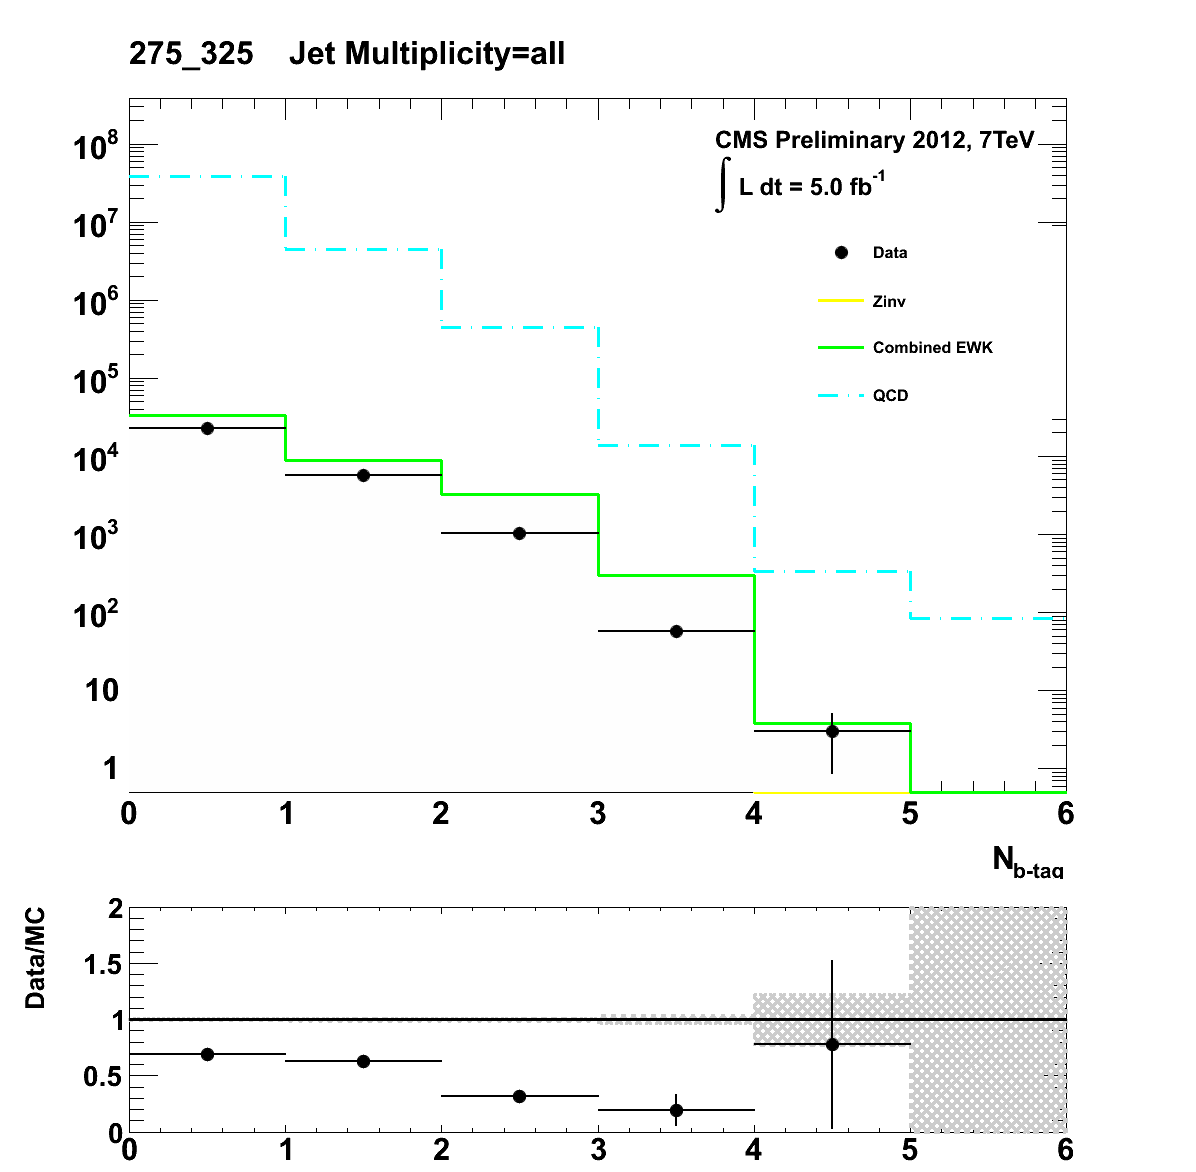 275_325 Jet Multiplicity=all
CMS Preliminary 2012, 7TeV
∫ L dt = 5.0 fb⁻¹
Data
Zinv
Combined EWK
QCD
10⁸
10⁷
10⁶
10⁵
10⁴
10³
10²
10
1
0 1 2 3 4 5 6
N b-tag
Data/MC
2
1.5
1
0.5
0
0 1 2 3 4 5 6